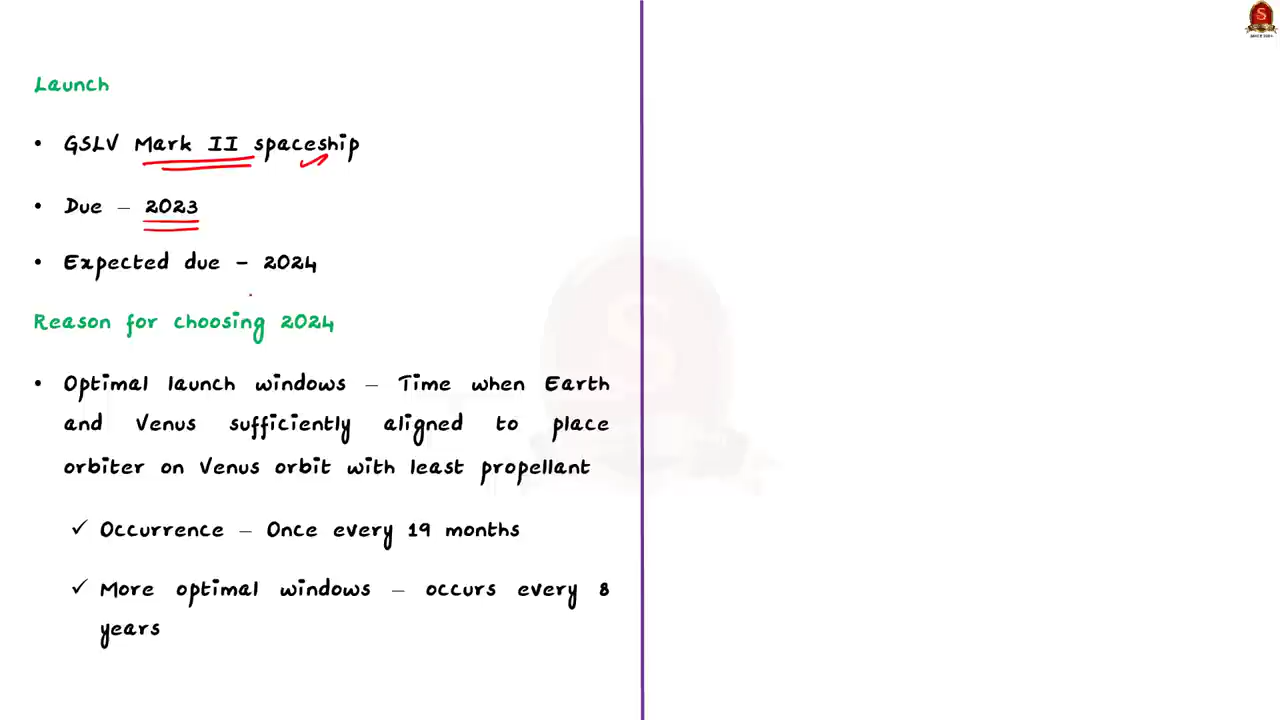 Launch
• GSLV Mark II spaceship
• Due – 2023
• Expected due – 2024
Reason for choosing 2024
• Optimal launch windows – Time when Earth
and Venus sufficiently aligned to place
orbiter on Venus orbit with least propellant
✓ Occurrence – Once every 19 months
✓ More optimal windows – occurs every 8
years
S